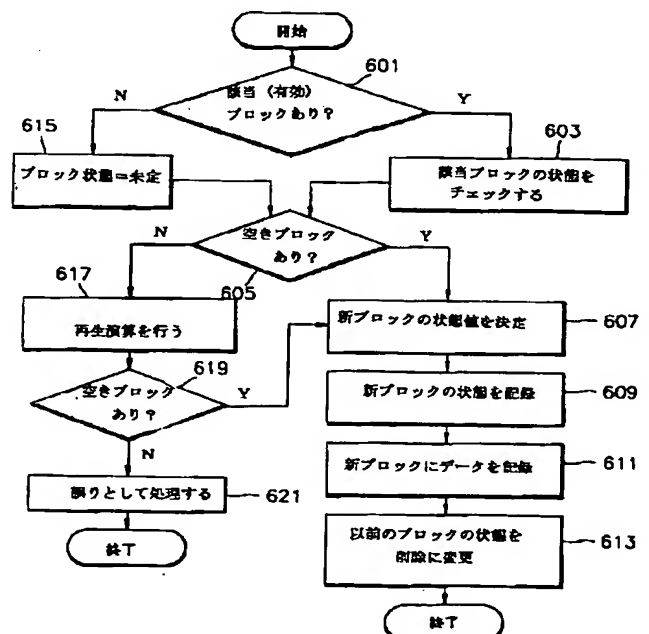 開始
601
該当（有効）
ブロックあり？
N
Y
615
ブロック状態＝未定
603
該当ブロックの状態を
チェックする
空きブロック
あり？
N
Y
605
617
再生演算を行う
新ブロックの状態値を決定
607
619
空きブロック
あり？
Y
N
新ブロックの状態を記録
609
新ブロックにデータを記録
611
誤りとして処理する
621
終了
以前のブロックの状態を
削除に変更
613
終了